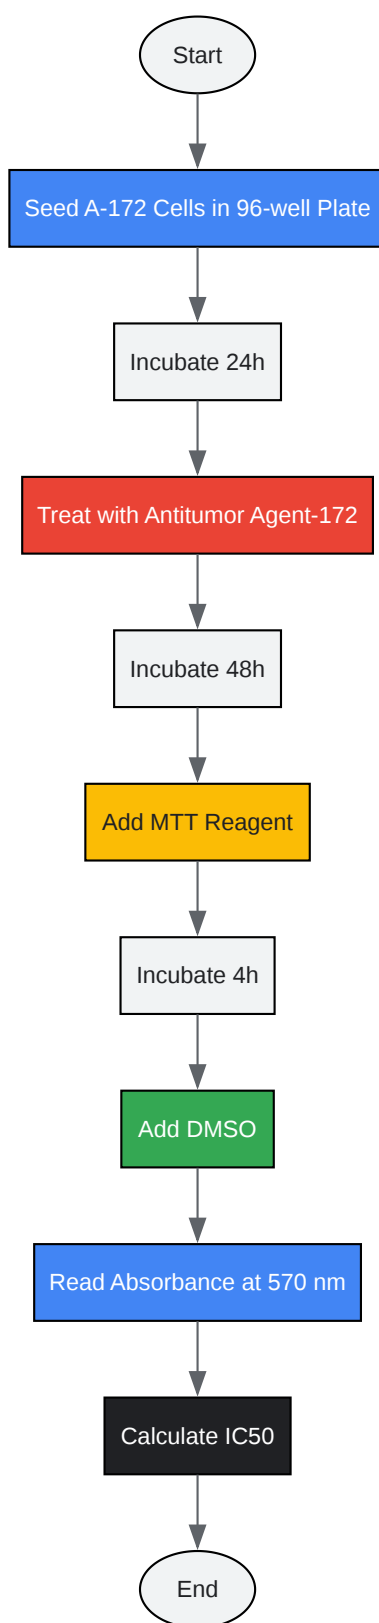 Start
Seed A-172 Cells in 96-well Plate
Incubate 24h
Treat with Antitumor Agent-172
Incubate 48h
Add MTT Reagent
Incubate 4h
Add DMSO
Read Absorbance at 570 nm
Calculate IC50
End